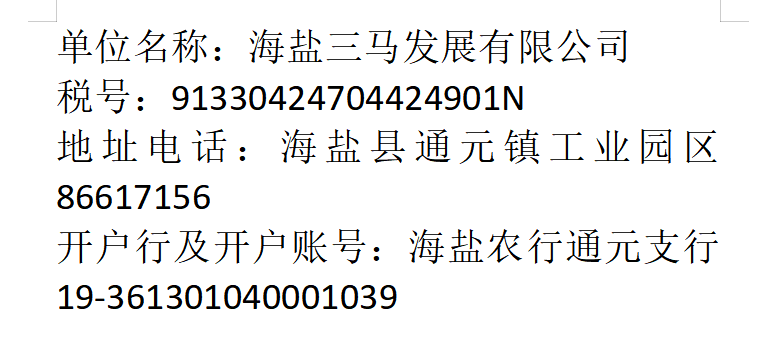 单位名称：海盐三马发展有限公司
税号：91330424704424901N
地址电话：海盐县通元镇工业园区
86617156
开户行及开户账号：海盐农行通元支行
19-361301040001039